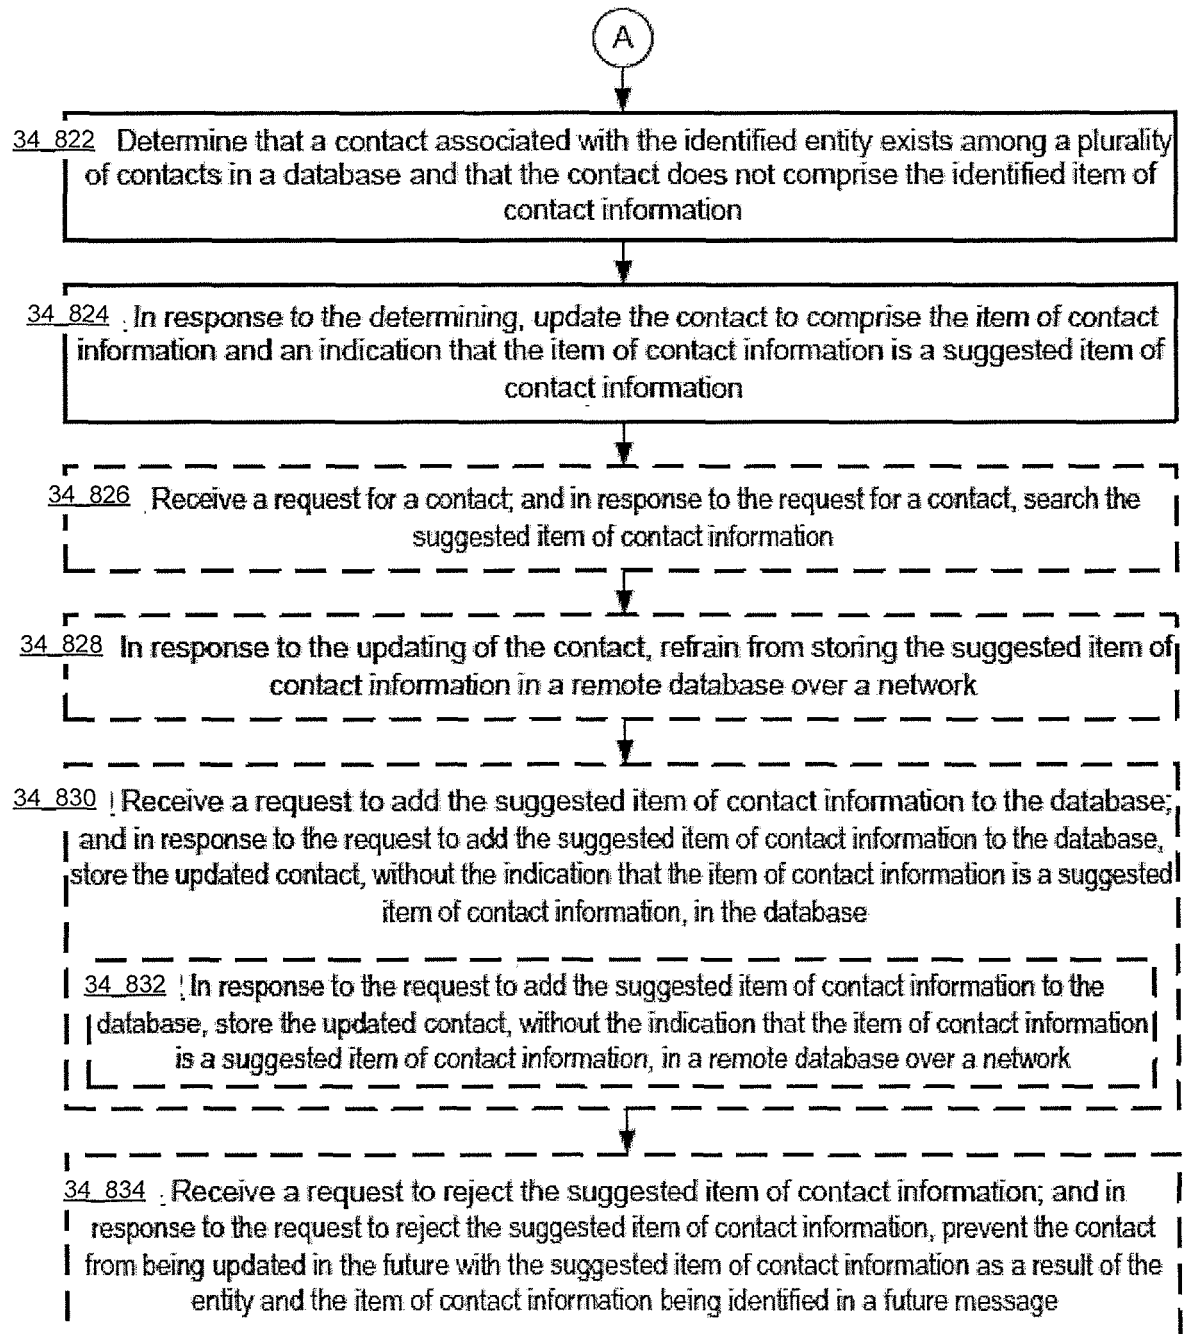 A
34_822 Determine that a contact associated with the identified entity exists among a plurality
of contacts in a database and that the contact does not comprise the identified item of
contact information
34_824 In response to the determining, update the contact to comprise the item of contact
information and an indication that the item of contact information is a suggested item of
contact information
34_826 Receive a request for a contact; and in response to the request for a contact, search the
suggested item of contact information
34_828 In response to the updating of the contact, refrain from storing the suggested item of
contact information in a remote database over a network
34_830 Receive a request to add the suggested item of contact information to the database;
and in response to the request to add the suggested item of contact information to the database,
store the updated contact, without the indication that the item of contact information is a suggested
item of contact information, in the database
34_832 In response to the request to add the suggested item of contact information to the
database, store the updated contact, without the indication that the item of contact information
is a suggested item of contact information, in a remote database over a network
34_834 Receive a request to reject the suggested item of contact information; and in
response to the request to reject the suggested item of contact information, prevent the contact
from being updated in the future with the suggested item of contact information as a result of the
entity and the item of contact information being identified in a future message